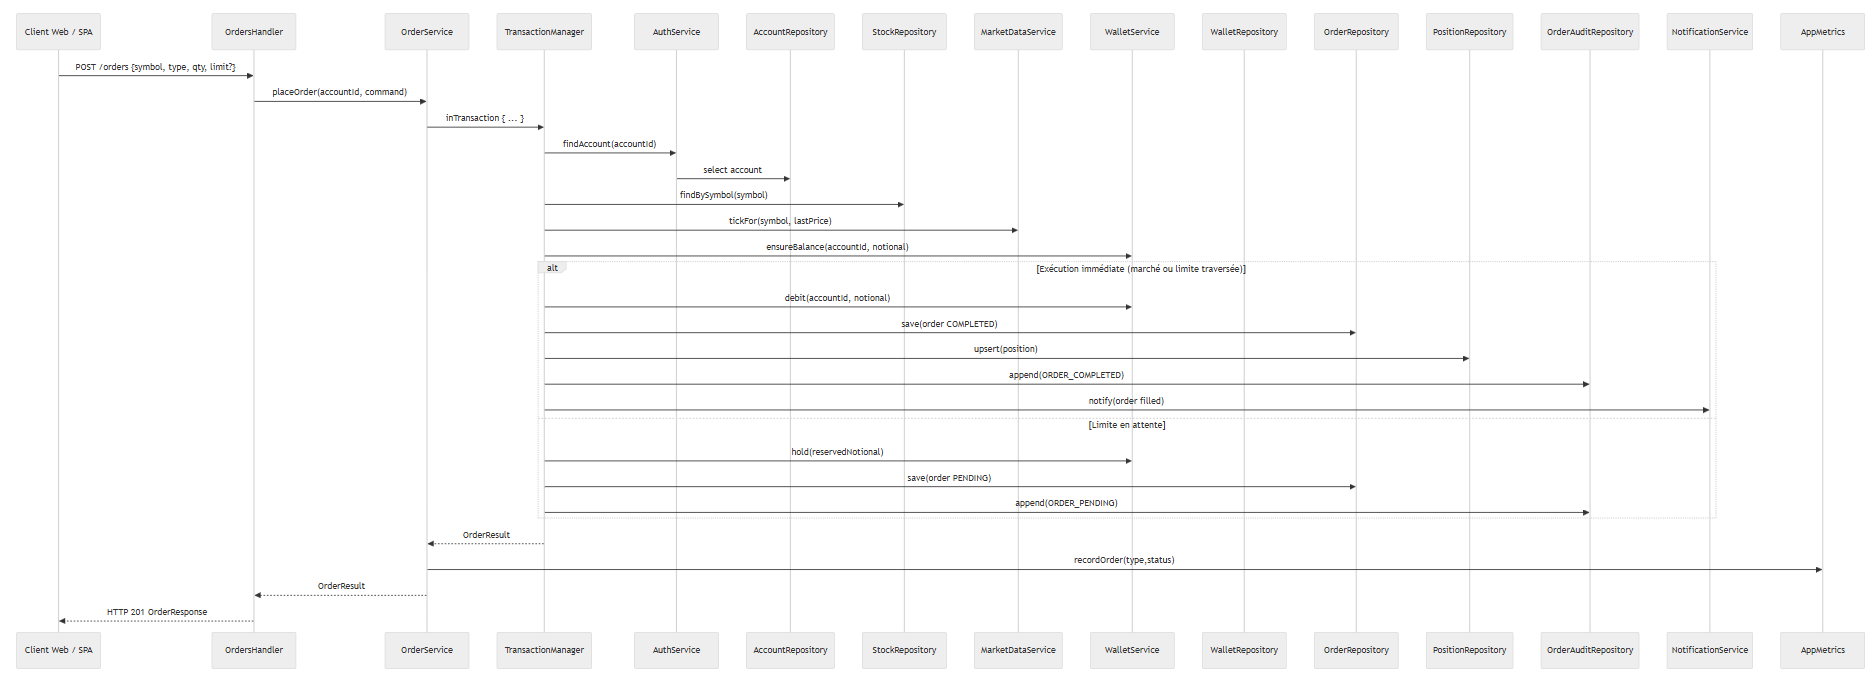 Client Web / SPA
OrdersHandler
OrderService
TransactionManager
AuthService
AccountRepository
StockRepository
MarketDataService
WalletService
WalletRepository
OrderRepository
PositionRepository
OrderAuditRepository
NotificationService
AppMetrics
POST /orders {symbol, type, qty, limit?}
placeOrder(accountId, command)
inTransaction { ... }
findAccount(accountId)
select account
findBySymbol(symbol)
tickFor(symbol, lastPrice)
ensureBalance(accountId, notional)
alt
[Exécution immédiate (marché ou limite traversée)]
debit(accountId, notional)
save(order COMPLETED)
upsert(position)
append(ORDER_COMPLETED)
notify(order filled)
[Limite en attente]
hold(reservedNotional)
save(order PENDING)
append(ORDER_PENDING)
OrderResult
recordOrder(type,status)
OrderResult
HTTP 201 OrderResponse
Client Web / SPA
OrdersHandler
OrderService
TransactionManager
AuthService
AccountRepository
StockRepository
MarketDataService
WalletService
WalletRepository
OrderRepository
PositionRepository
OrderAuditRepository
NotificationService
AppMetrics